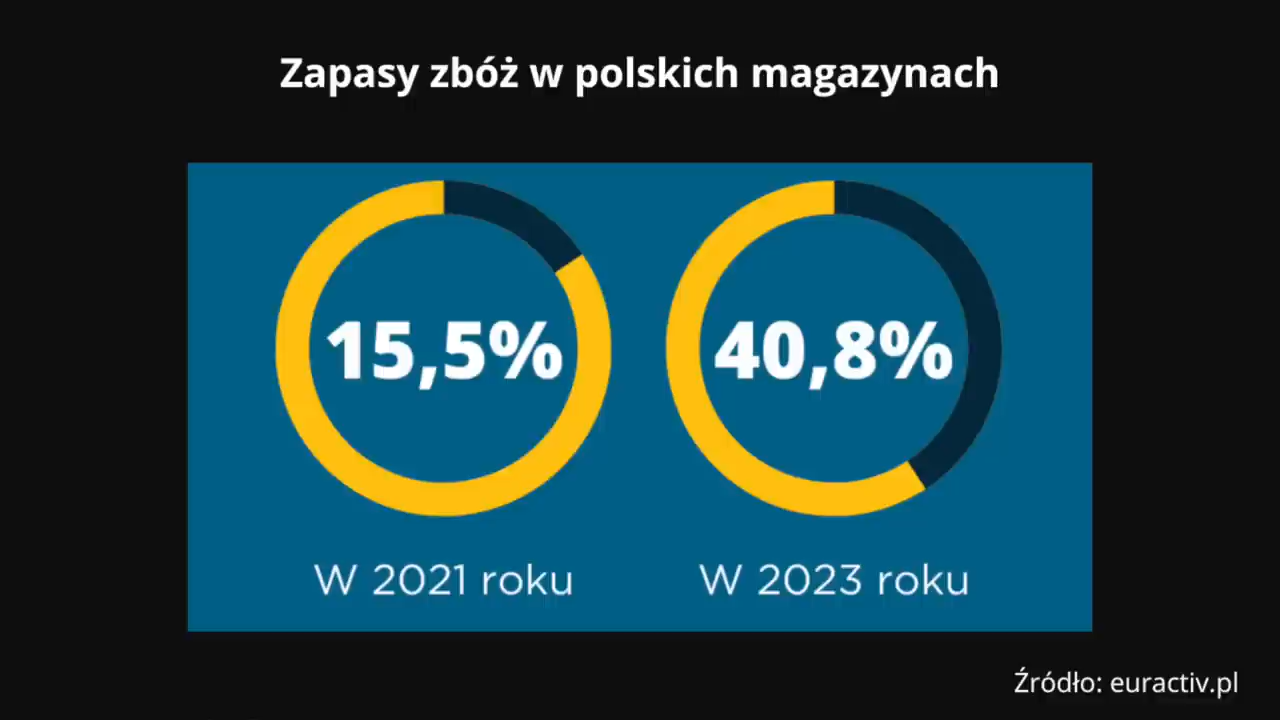 Zapasy zbóż w polskich magazynach
15,5%
40,8%
W 2021 roku
W 2023 roku
Źródło: euractiv.pl